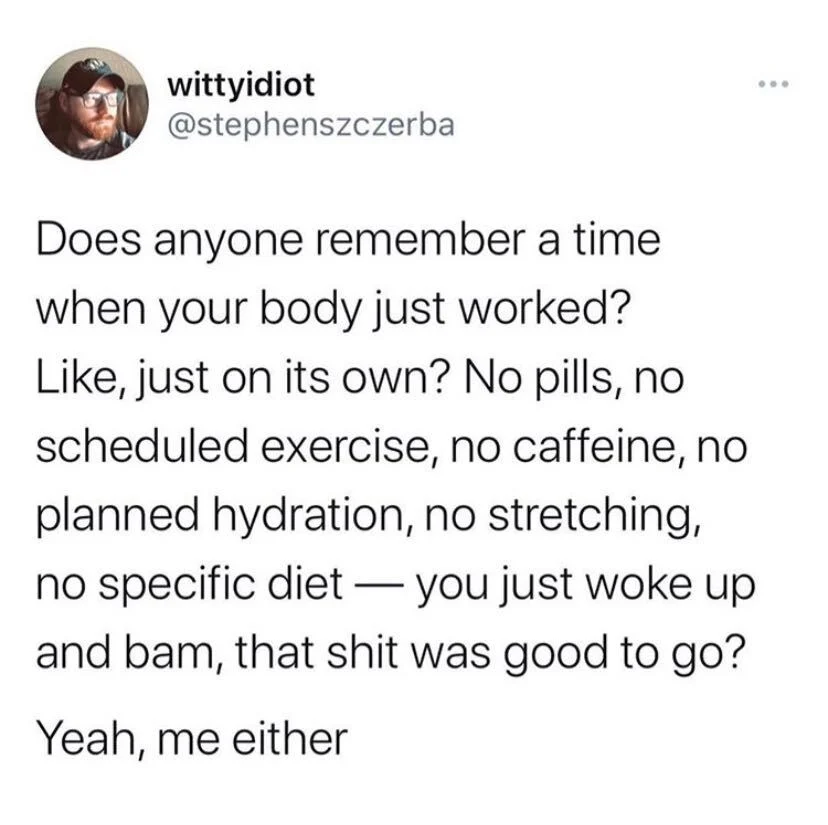 wittyidiot
@stephenszczerba
Does anyone remember a time
when your body just worked?
Like, just on its own? No pills, no
scheduled exercise, no caffeine, no
planned hydration, no stretching,
no specific diet — you just woke up
and bam, that shit was good to go?
Yeah, me either